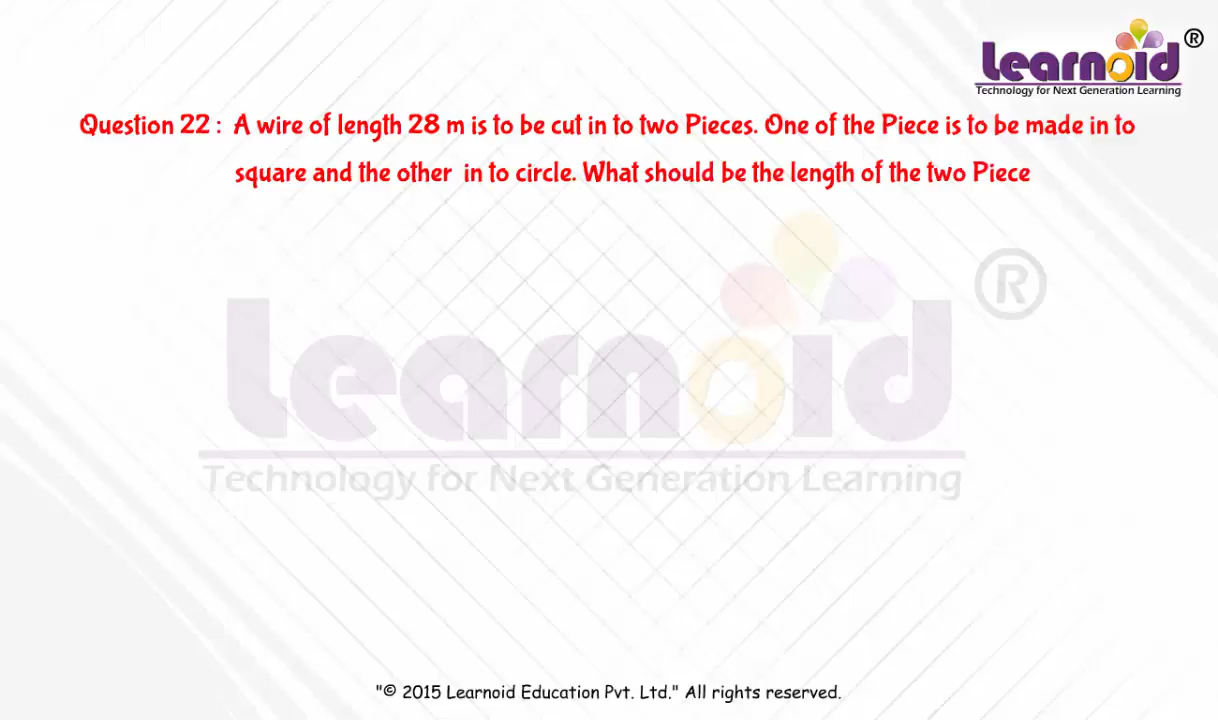 Learnoid®
Technology for Next Generation Learning
Question 22 : A wire of length 28 m is to be cut in to two Pieces. One of the Piece is to be made in to
square and the other in to circle. What should be the length of the two Piece
Learnoid®
Technology for Next Generation Learning
"© 2015 Learnoid Education Pvt. Ltd." All rights reserved.